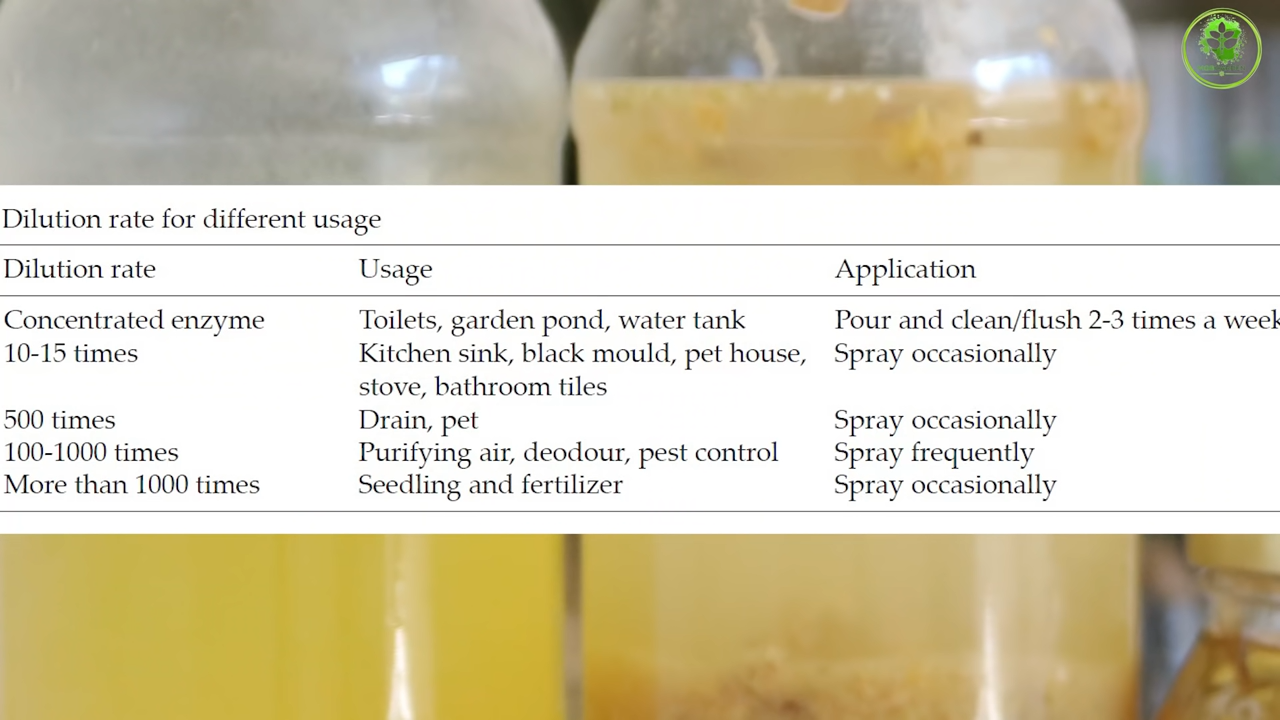 Dilution rate for different usage
Dilution rate Usage Application
Concentrated enzyme Toilets, garden pond, water tank Pour and clean/flush 2-3 times a week
10-15 times Kitchen sink, black mould, pet house, Spray occasionally
stove, bathroom tiles
500 times Drain, pet Spray occasionally
100-1000 times Purifying air, deodour, pest control Spray frequently
More than 1000 times Seedling and fertilizer Spray occasionally